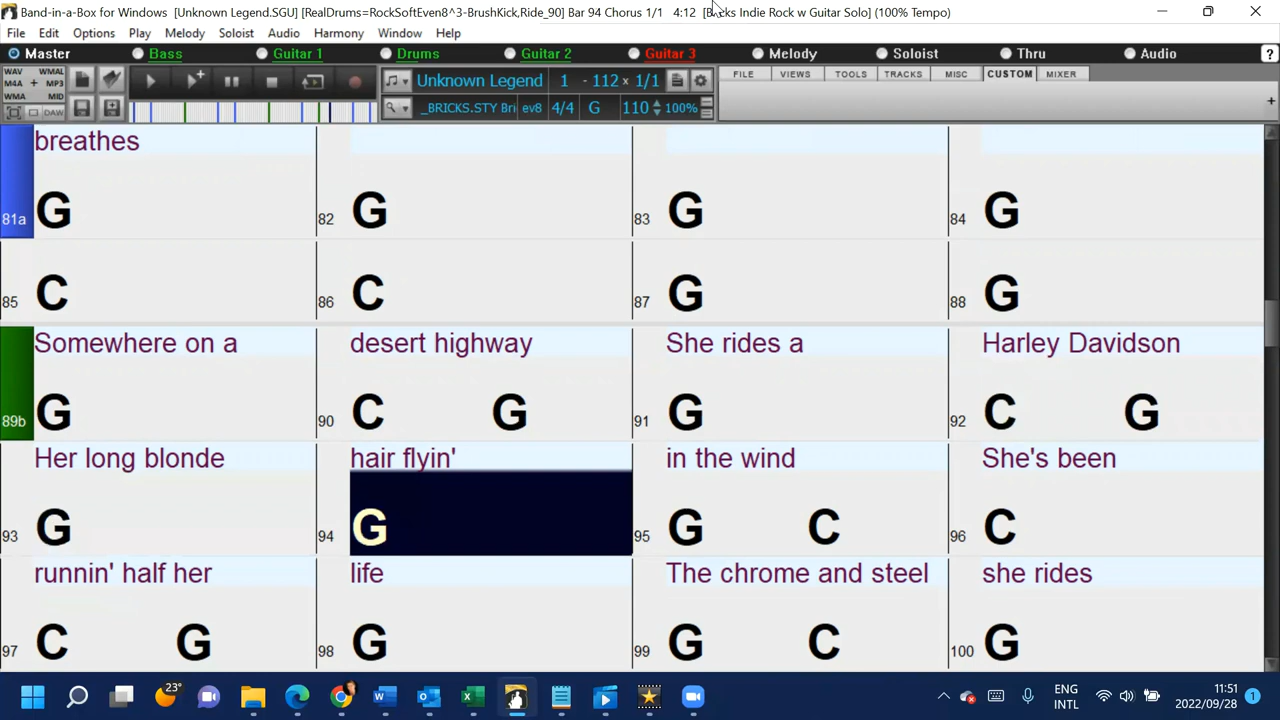 Band-in-a-Box for Windows [Unknown Legend.SGU] [RealDrums=RockSoftEven8^3-BrushKick,Ride_90] Bar 94 Chorus 1/1 4:12 [Bricks Indie Rock w Guitar Solo] (100% Tempo)
File Edit Options Play Melody Soloist Audio Harmony Window Help
Master Bass Guitar 1 Drums Guitar 2 Guitar 3 Melody Soloist Thru Audio ?
WAV WMAL
M4A + MP3
WMA MID
DAW
Unknown Legend 1 - 112 x 1/1
_BRICKS.STY Bri ev8 4/4 G 110 100%
FILE VIEWS TOOLS TRACKS MISC CUSTOM MIXER
+
breathes
81a G 82 G 83 G 84 G
85 C 86 C 87 G 88 G
Somewhere on a desert highway She rides a Harley Davidson
89b G 90 C G 91 G 92 C G
Her long blonde hair flyin' in the wind She's been
93 G 94 G 95 G C 96 C
runnin' half her life The chrome and steel she rides
97 C G 98 G 99 G C 100 G
23°
ENG
INTL
11:51
2022/09/28
1